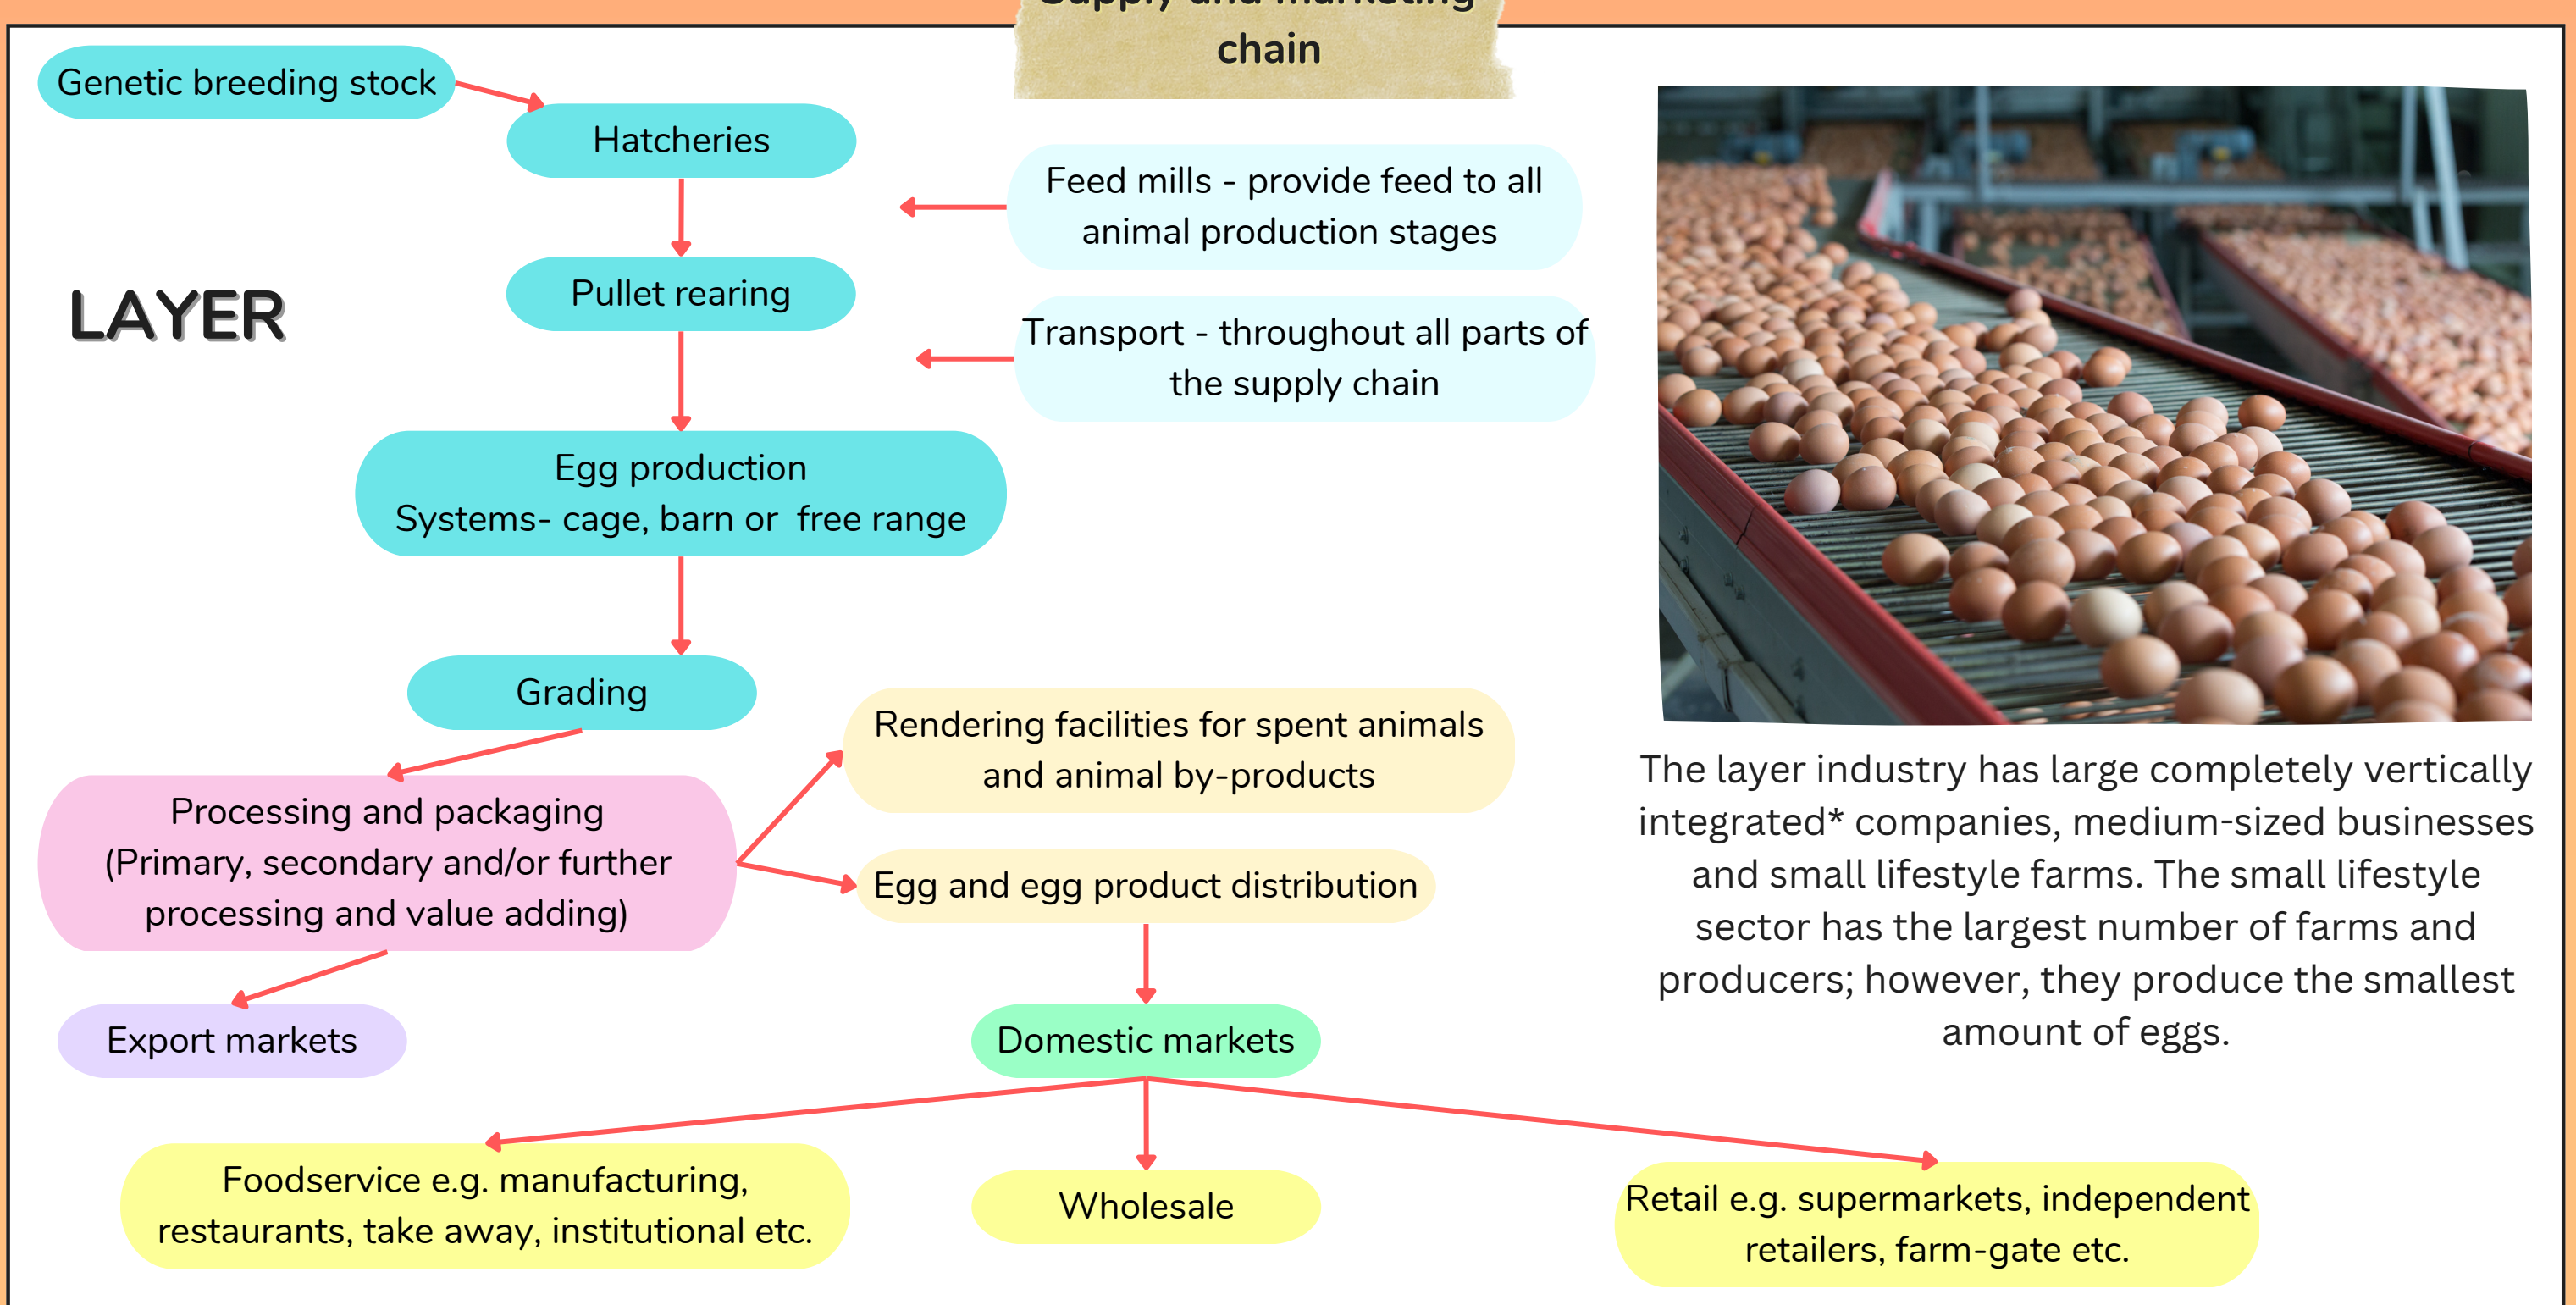 Supply and marketing
chain
Genetic breeding stock
Hatcheries
Feed mills - provide feed to all
animal production stages
LAYER
Pullet rearing
Transport - throughout all parts of
the supply chain
Egg production
Systems- cage, barn or  free range
Grading
Rendering facilities for spent animals
and animal by-products
Processing and packaging
(Primary, secondary and/or further
processing and value adding)
Egg and egg product distribution
Export markets
Domestic markets
Foodservice e.g. manufacturing,
restaurants, take away, institutional etc.
Wholesale
Retail e.g. supermarkets, independent
retailers, farm-gate etc.
The layer industry has large completely vertically
integrated* companies, medium-sized businesses
and small lifestyle farms. The small lifestyle
sector has the largest number of farms and
producers; however, they produce the smallest
amount of eggs.